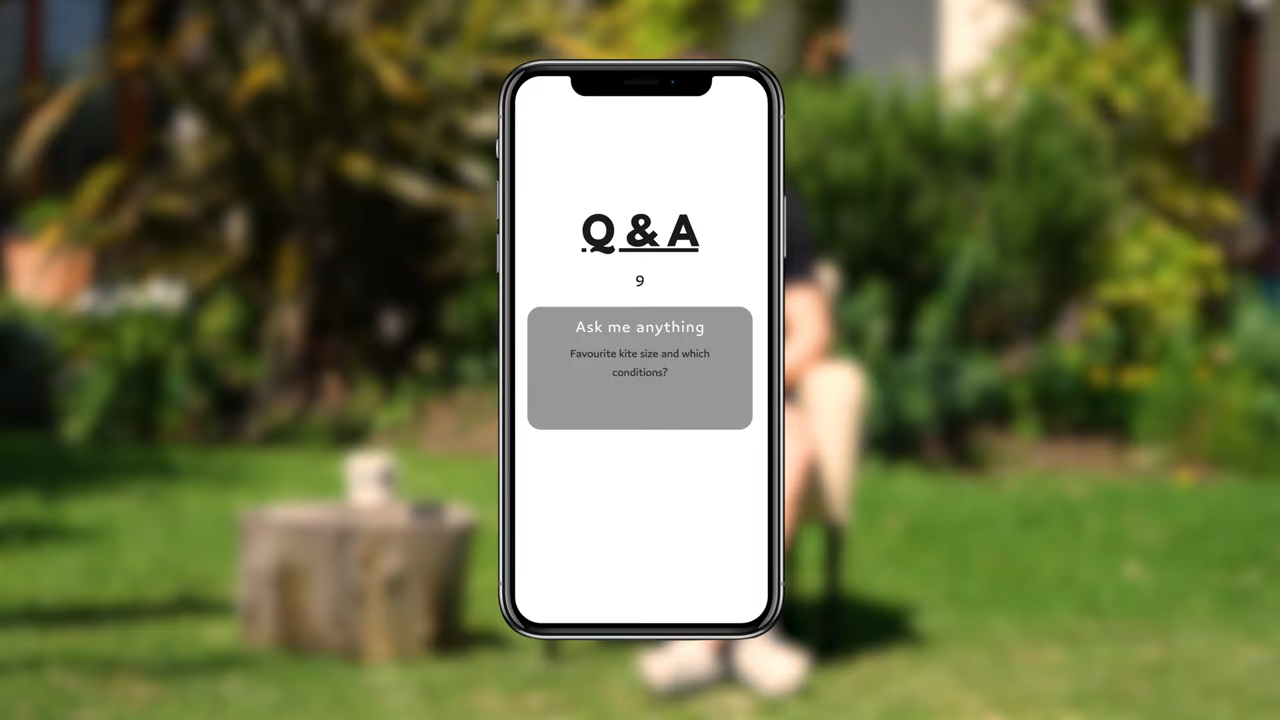 Q & A
9
Ask me anything
Favourite kite size and which
conditions?